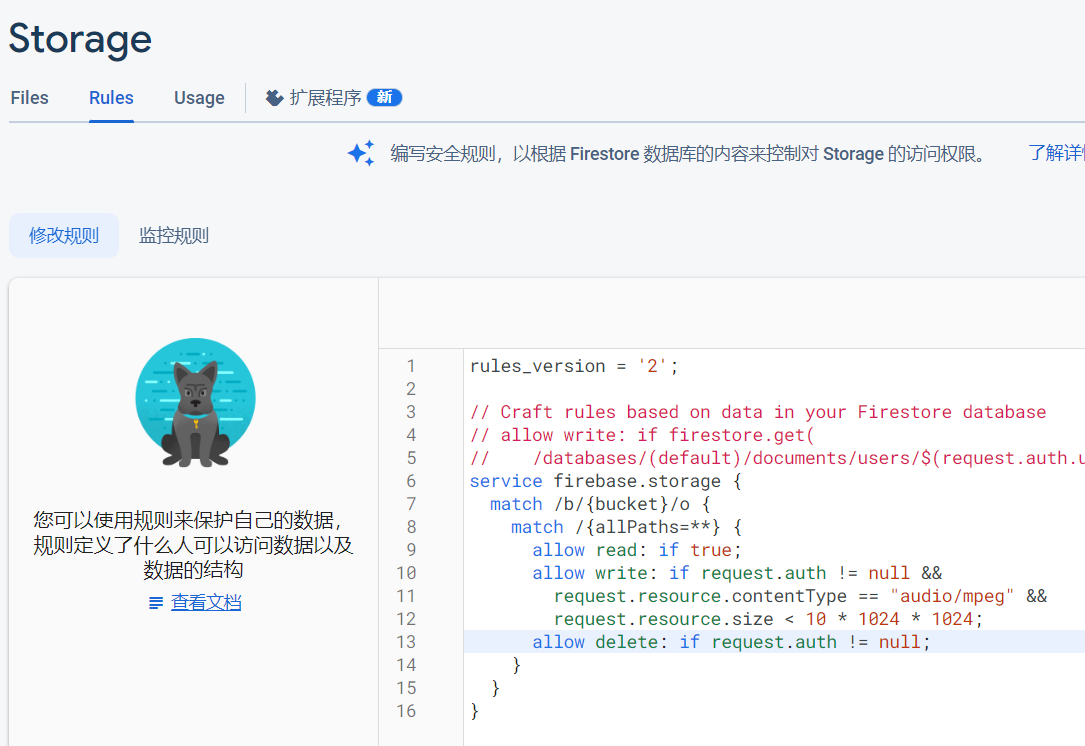 Storage
Files Rules Usage 扩展程序 新
编写安全规则，以根据 Firestore 数据库的内容来控制对 Storage 的访问权限。 了解详
修改规则 监控规则
您可以使用规则来保护自己的数据，
规则定义了什么人可以访问数据以及
数据的结构
查看文档
1 rules_version = '2';
2
3 // Craft rules based on data in your Firestore database
4 // allow write: if firestore.get(
5 //    /databases/(default)/documents/users/$(request.auth.u
6 service firebase.storage {
7   match /b/{bucket}/o {
8     match /{allPaths=**} {
9       allow read: if true;
10       allow write: if request.auth != null &&
11         request.resource.contentType == "audio/mpeg" &&
12         request.resource.size < 10 * 1024 * 1024;
13       allow delete: if request.auth != null;
14     }
15   }
16 }